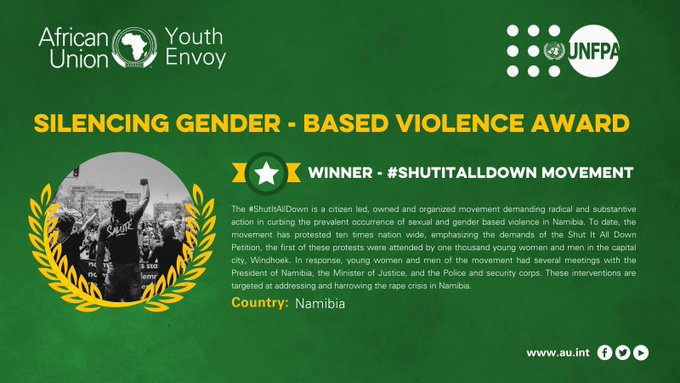 African Union
Youth Envoy
UNFPA
SILENCING GENDER - BASED VIOLENCE AWARD
WINNER - #SHUTITALLDOWN MOVEMENT
SALUTE
The #ShutItAllDown is a citizen led, owned and organized movement demanding radical and substantive
action in curbing the prevalent occurrence of sexual and gender based violence in Namibia. To date, the
movement has protested ten times nation wide, emphasizing the demands of the Shut It All Down
Petition, the first of these protests were attended by one thousand young women and men in the capital
city, Windhoek. In response, young women and men of the movement had several meetings with the
President of Namibia, the Minister of Justice, and the Police and security corps. These interventions are
targeted at addressing and harrowing the rape crisis in Namibia.
Country: Namibia
www.au.int